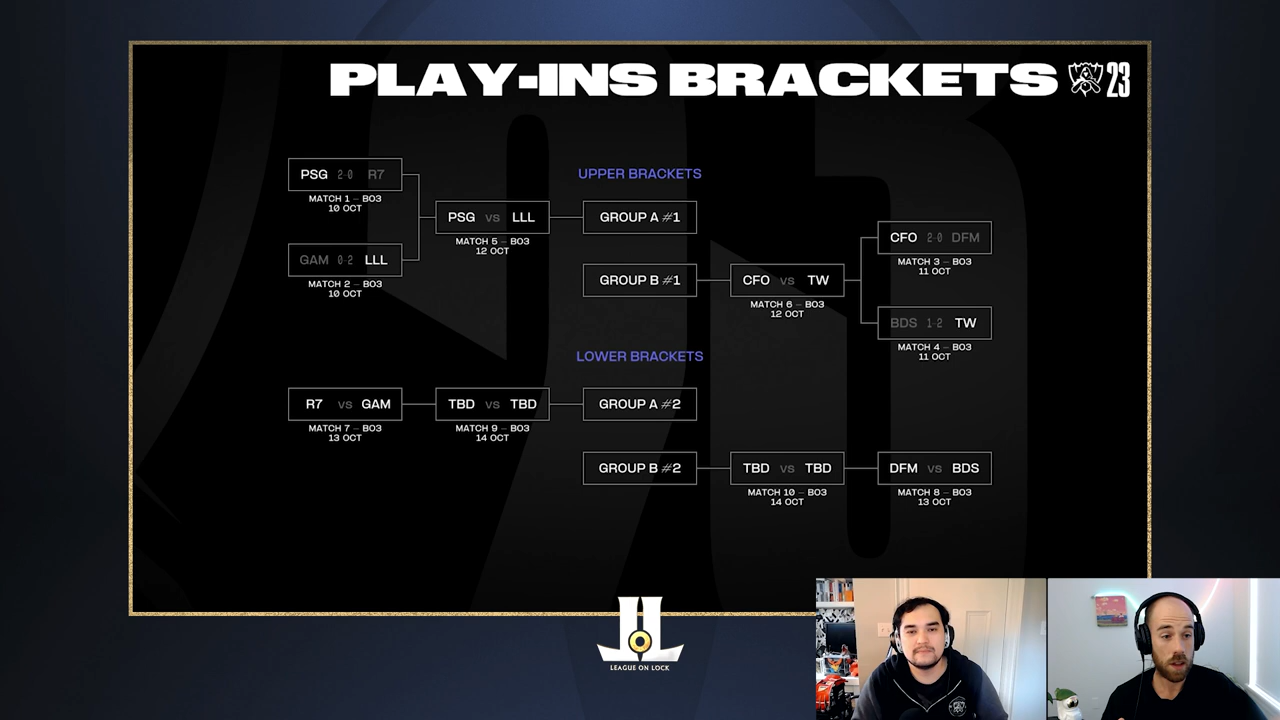 PLAY-INS BRACKETS 23
PSG 2-0 R7
MATCH 1 – BO3
10 OCT
GAM 0-2 LLL
MATCH 2 – BO3
10 OCT
PSG VS LLL
MATCH 5 – BO3
12 OCT
UPPER BRACKETS
GROUP A #1
GROUP B #1
CFO VS TW
MATCH 6 – BO3
12 OCT
CFO 2-0 DFM
MATCH 3 – BO3
11 OCT
BDS 1-2 TW
MATCH 4 – BO3
11 OCT
LOWER BRACKETS
R7 VS GAM
MATCH 7 – BO3
13 OCT
TBD VS TBD
MATCH 9 – BO3
14 OCT
GROUP A #2
GROUP B #2
TBD VS TBD
MATCH 10 – BO3
14 OCT
DFM VS BDS
MATCH 8 – BO3
13 OCT
LEAGUE ON LOCK